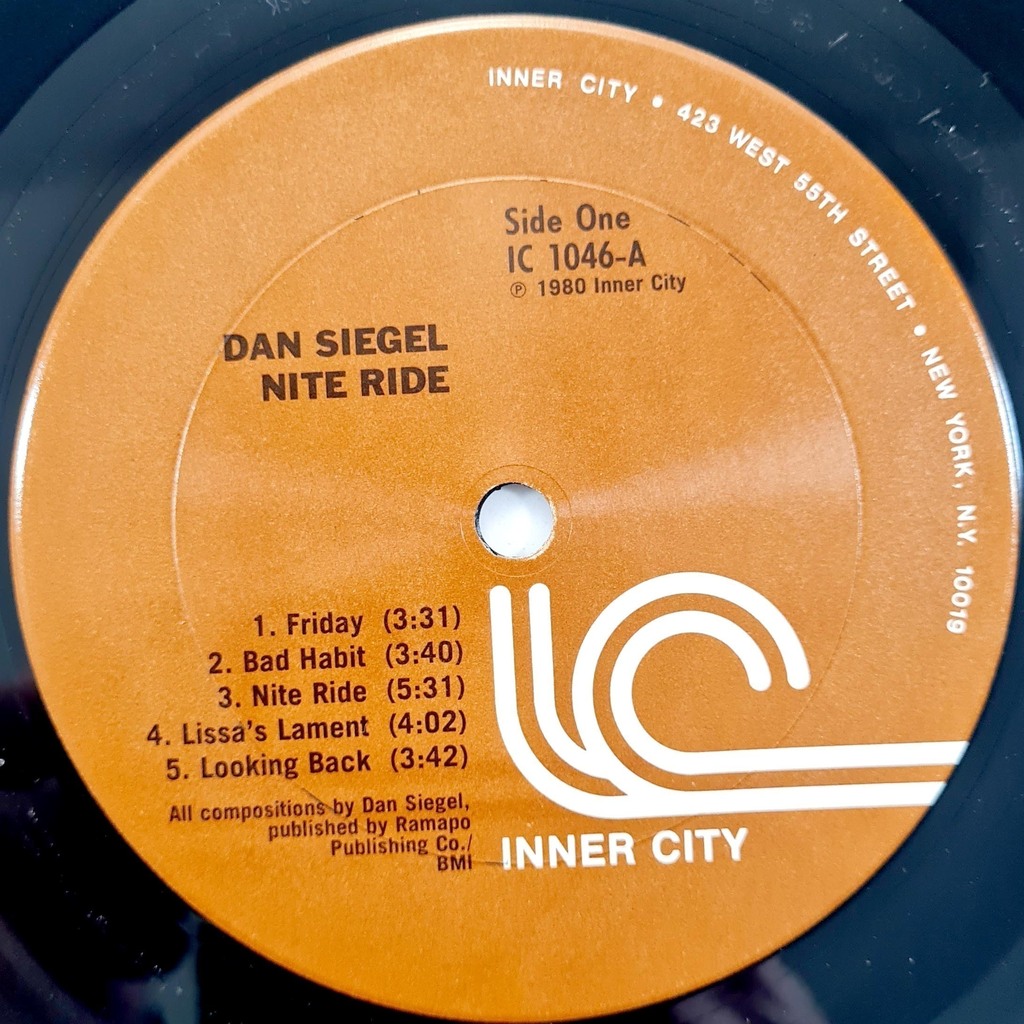 INNER CITY • 423 WEST 55TH STREET • NEW YORK, N.Y. 10019
Side One
IC 1046-A
℗ 1980 Inner City
DAN SIEGEL
NITE RIDE
1. Friday (3:31)
2. Bad Habit (3:40)
3. Nite Ride (5:31)
4. Lissa's Lament (4:02)
5. Looking Back (3:42)
All compositions by Dan Siegel,
published by Ramapo
Publishing Co./
BMI
IC
INNER CITY